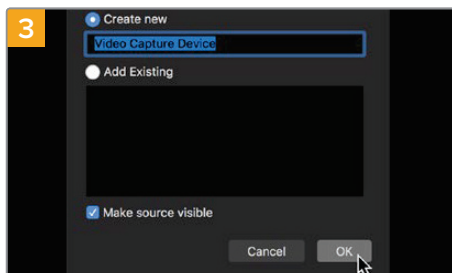 3
Create new
Video Capture Device
Add Existing
Make source visible
Cancel OK